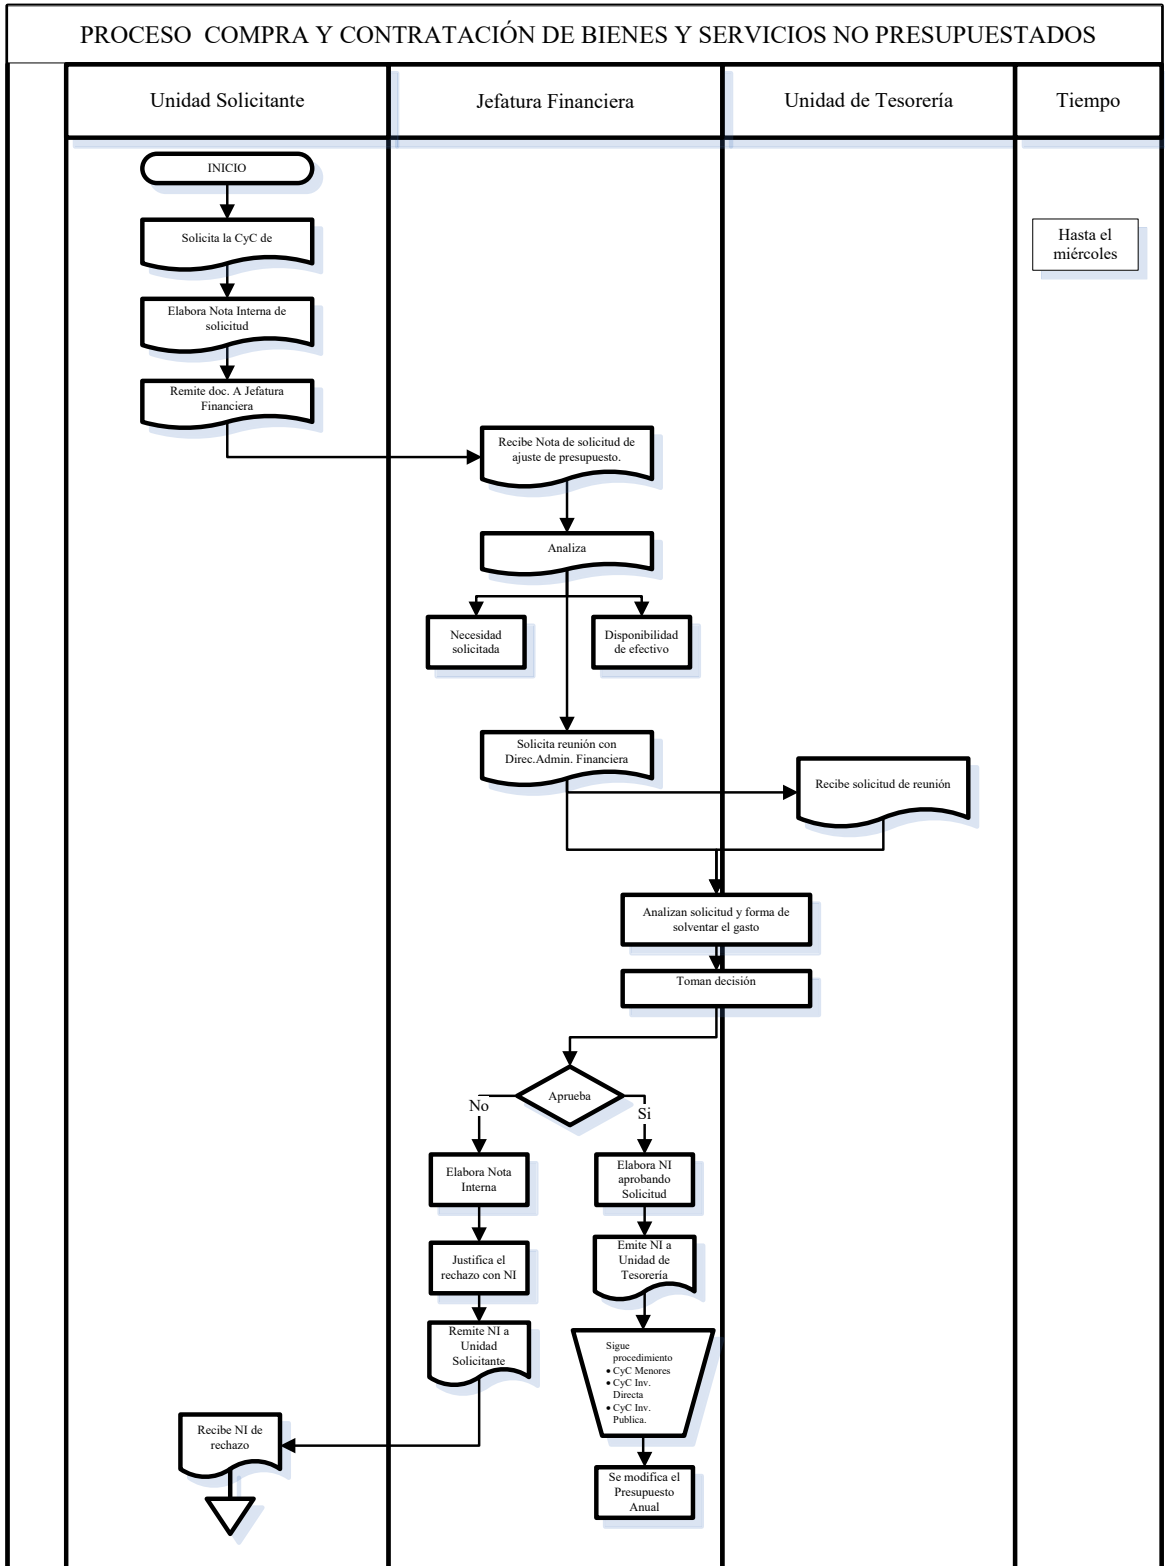 PROCESO COMPRA Y CONTRATACIÓN DE BIENES Y SERVICIOS NO PRESUPUESTADOS
Unidad Solicitante
Jefatura Financiera
Unidad de Tesorería
Tiempo
INICIO
Solicita la CyC de
Hasta el
miércoles
Elabora Nota Interna de
solicitud
Remite doc. A Jefatura
Financiera
Recibe Nota de solicitud de
ajuste de presupuesto.
Analiza
Necesidad
solicitada
Disponibilidad
de efectivo
Solicita reunión con
Direc.Admin. Financiera
Recibe solicitud de reunión
Analizan solicitud y forma de
solventar el gasto
Toman decisión
Aprueba
No
Si
Elabora Nota
Interna
Elabora NI
aprobando
Solicitud
Justifica el
rechazo con NI
Emite NI a
Unidad de
Tesorería
Remite NI a
Unidad
Solicitante
Sigue
procedimiento
• CyC Menores
• CyC Inv.
Directa
• CyC Inv.
Publica.
Recibe NI de
rechazo
Se modifica el
Presupuesto
Anual